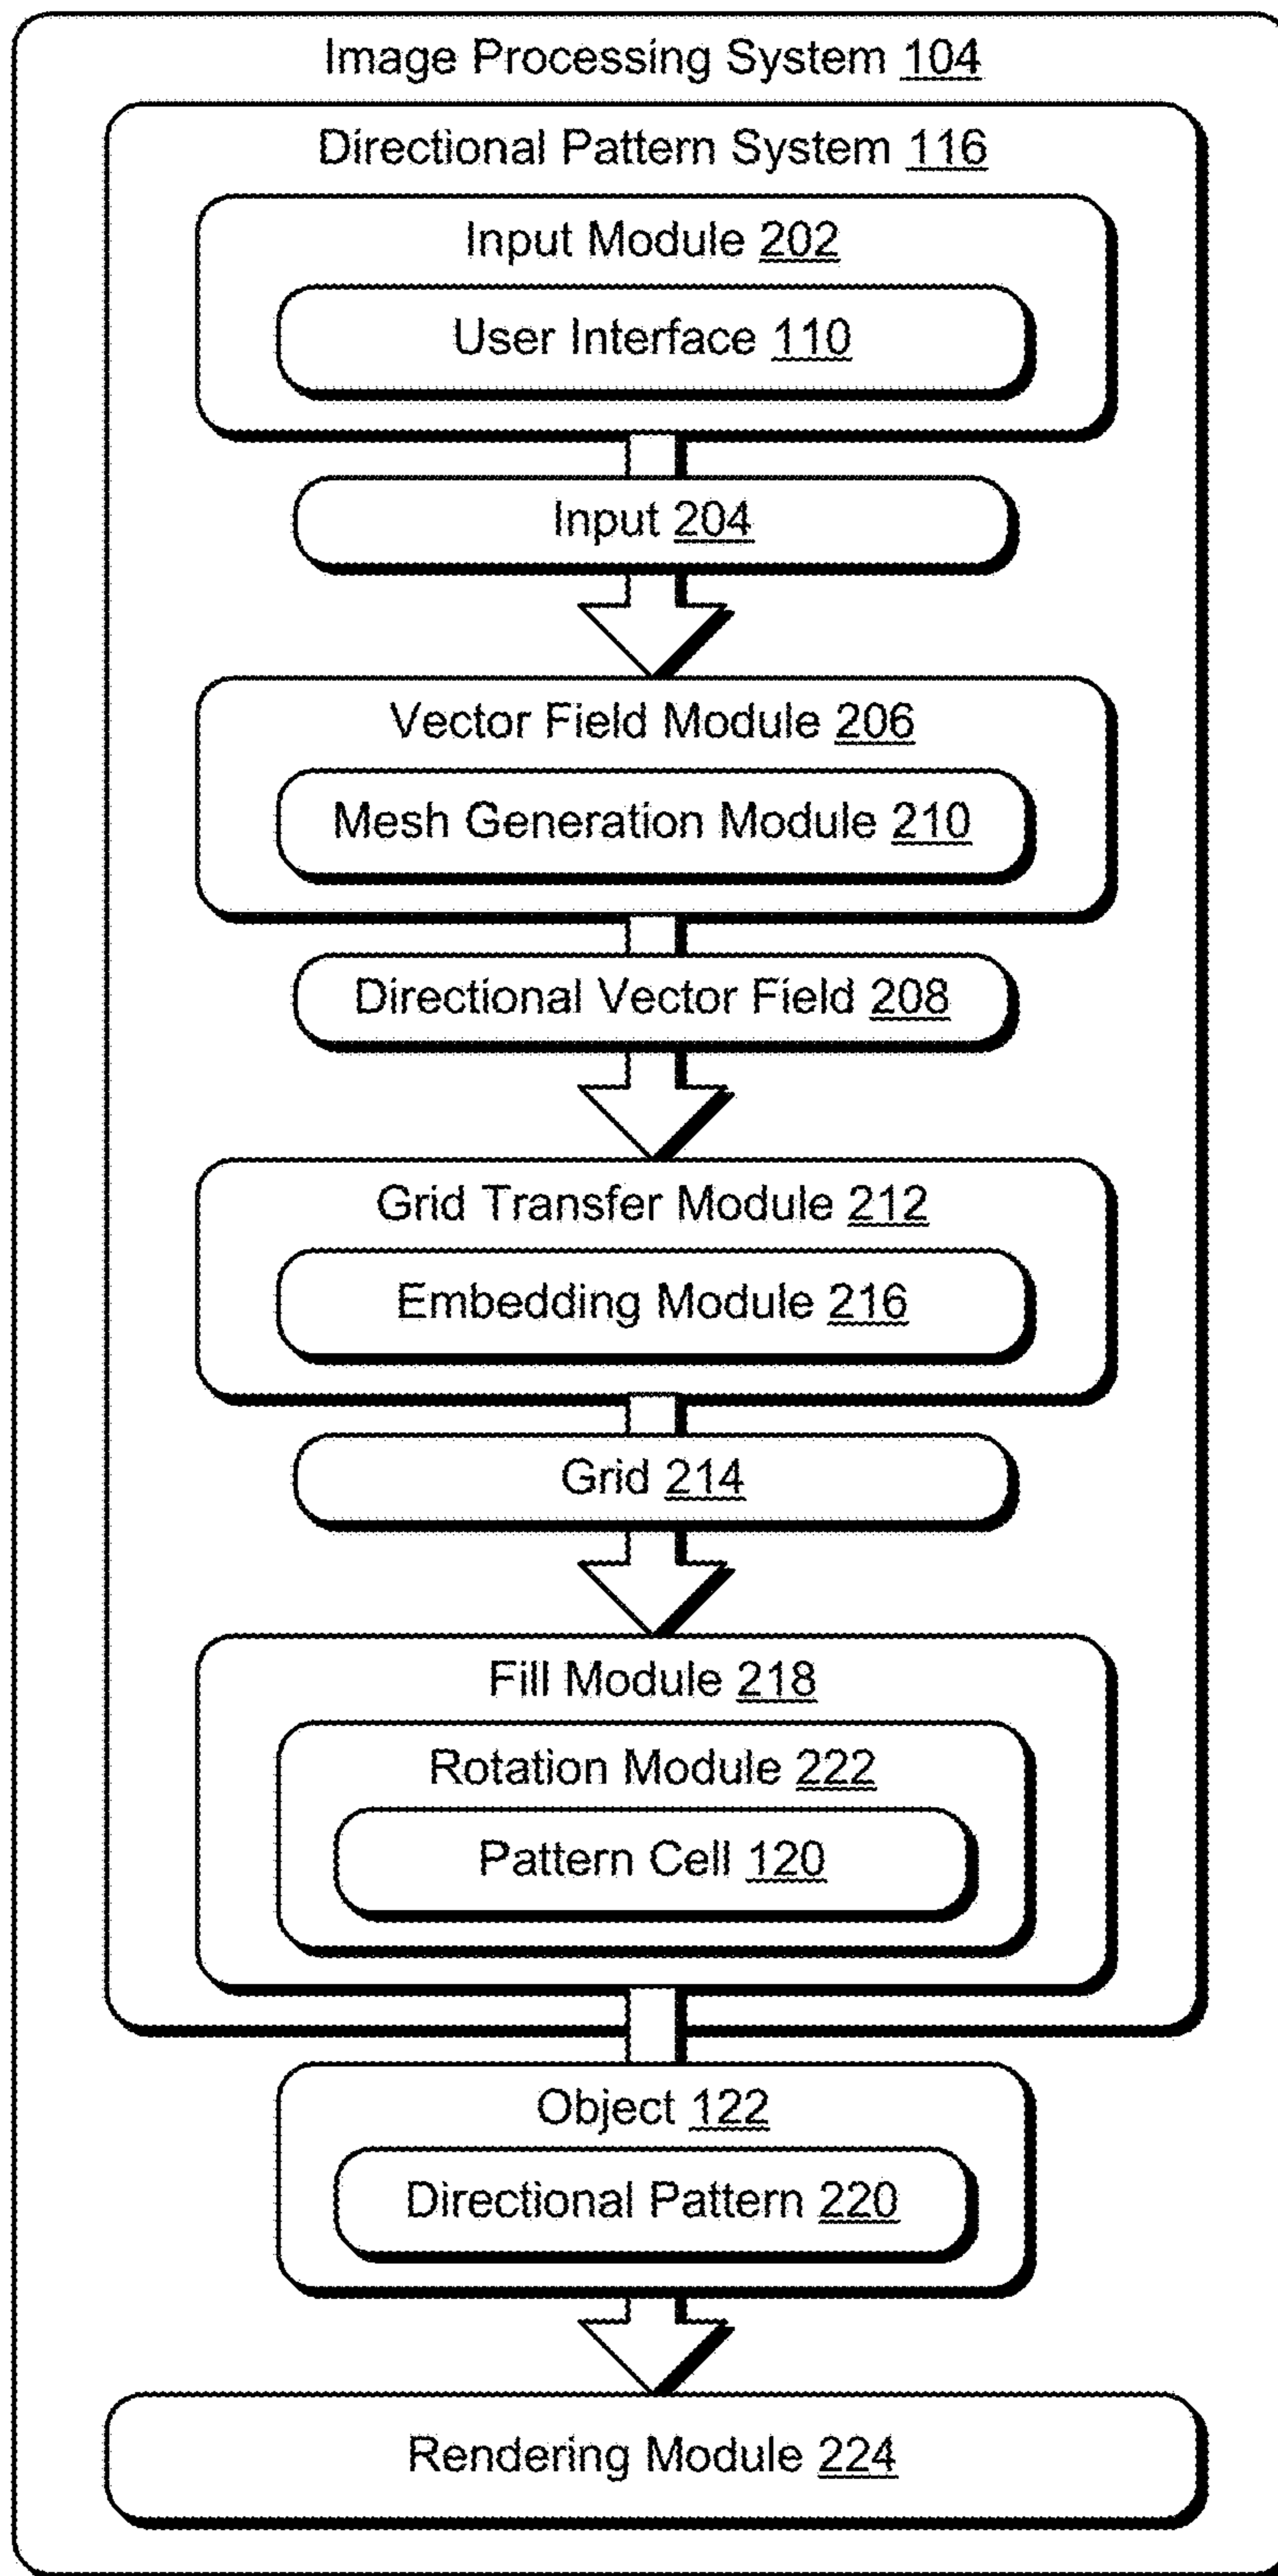 Image Processing System 104
Directional Pattern System 116
Input Module 202
User Interface 110
Input 204
Vector Field Module 206
Mesh Generation Module 210
Directional Vector Field 208
Grid Transfer Module 212
Embedding Module 216
Grid 214
Fill Module 218
Rotation Module 222
Pattern Cell 120
Object 122
Directional Pattern 220
Rendering Module 224